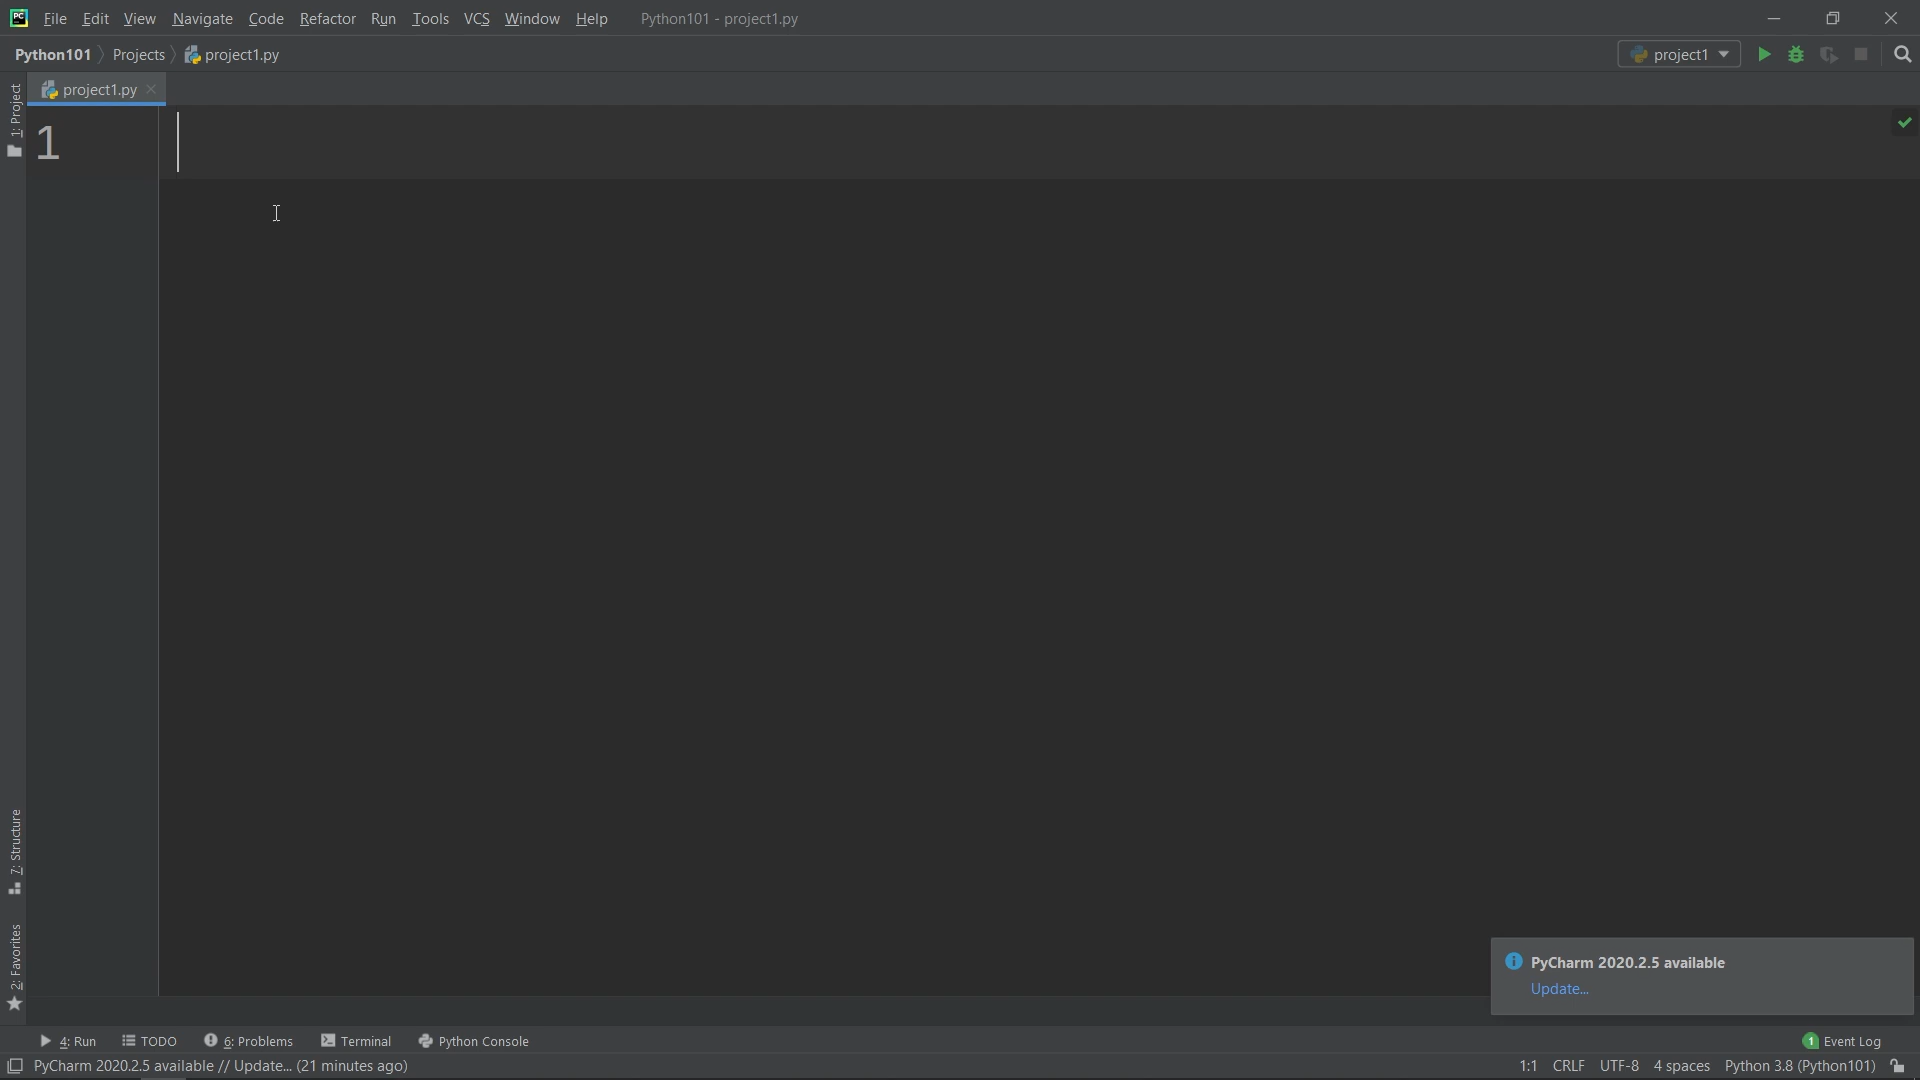 File Edit View Navigate Code Refactor Run Tools VCS Window Help Python101 - project1.py
Python101 Projects project1.py project1
1: Project
project1.py
1
7: Structure
2: Favorites
PyCharm 2020.2.5 available
Update...
4: Run TODO 6: Problems Terminal Python Console 1 Event Log
PyCharm 2020.2.5 available // Update... (21 minutes ago) 1:1 CRLF UTF-8 4 spaces Python 3.8 (Python101)